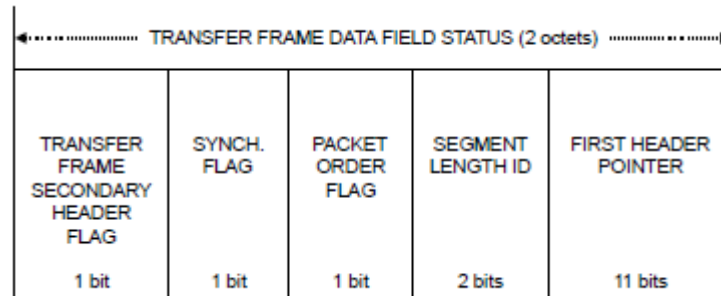 TRANSFER FRAME DATA FIELD STATUS (2 octets)
TRANSFER
FRAME
SECONDARY
HEADER
FLAG
1 bit
SYNCH.
FLAG
1 bit
PACKET
ORDER
FLAG
1 bit
SEGMENT
LENGTH ID
2 bits
FIRST HEADER
POINTER
11 bits